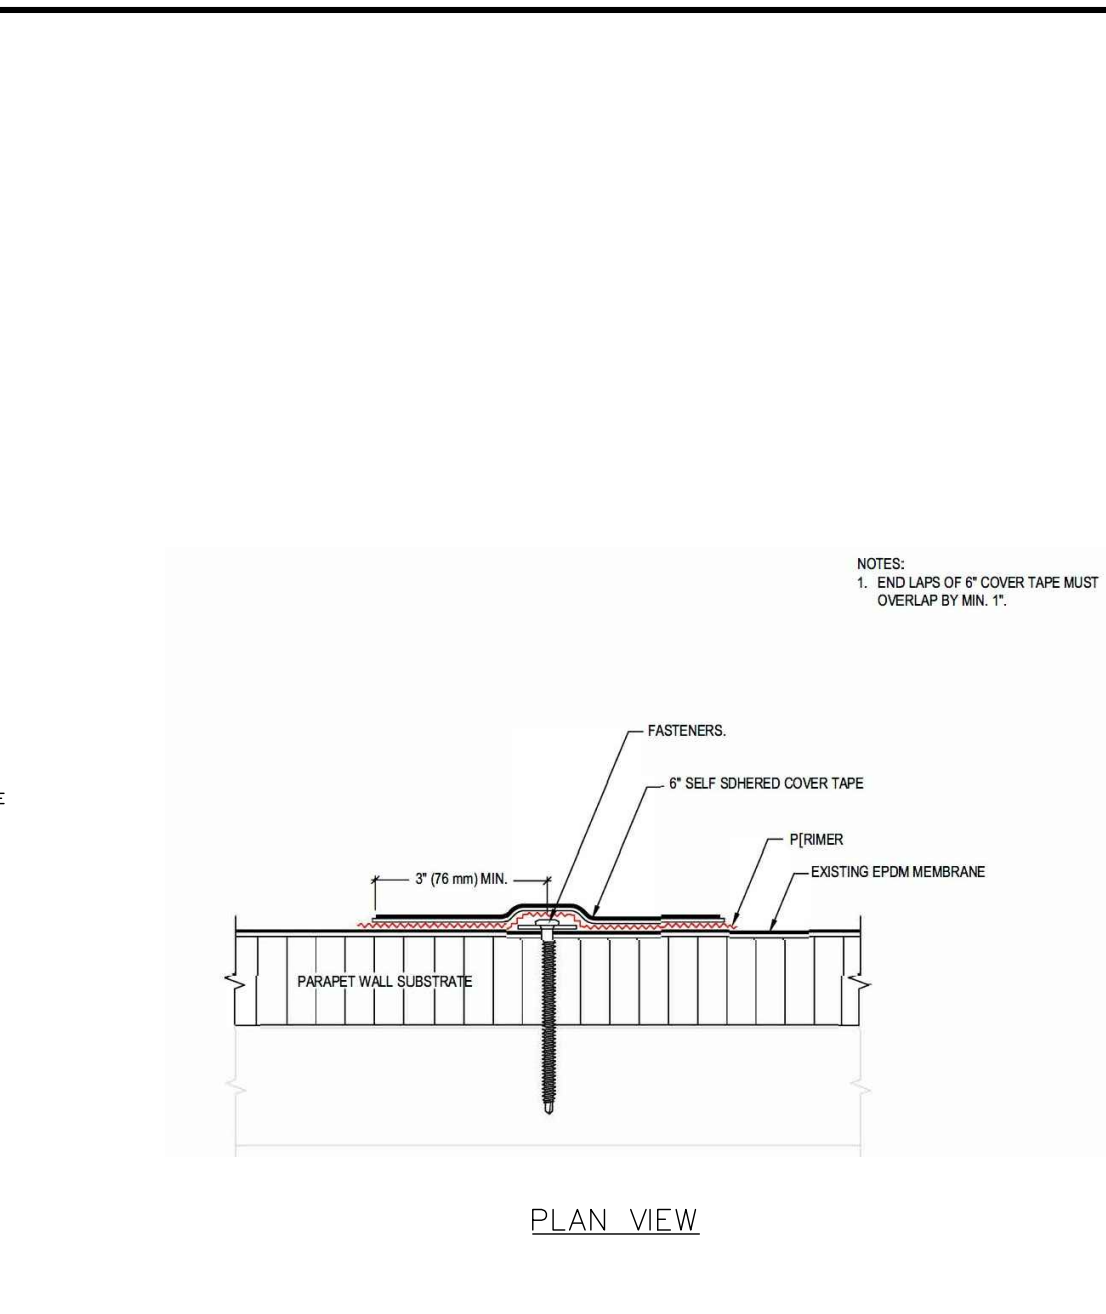 NOTES:
1. END LAPS OF 6" COVER TAPE MUST
OVERLAP BY MIN. 1".
FASTENERS.
6" SELF SDHERED COVER TAPE
E
P[RIMER
EXISTING EPDM MEMBRANE
3" (76 mm) MIN.
PARAPET WALL SUBSTRATE
PLAN VIEW